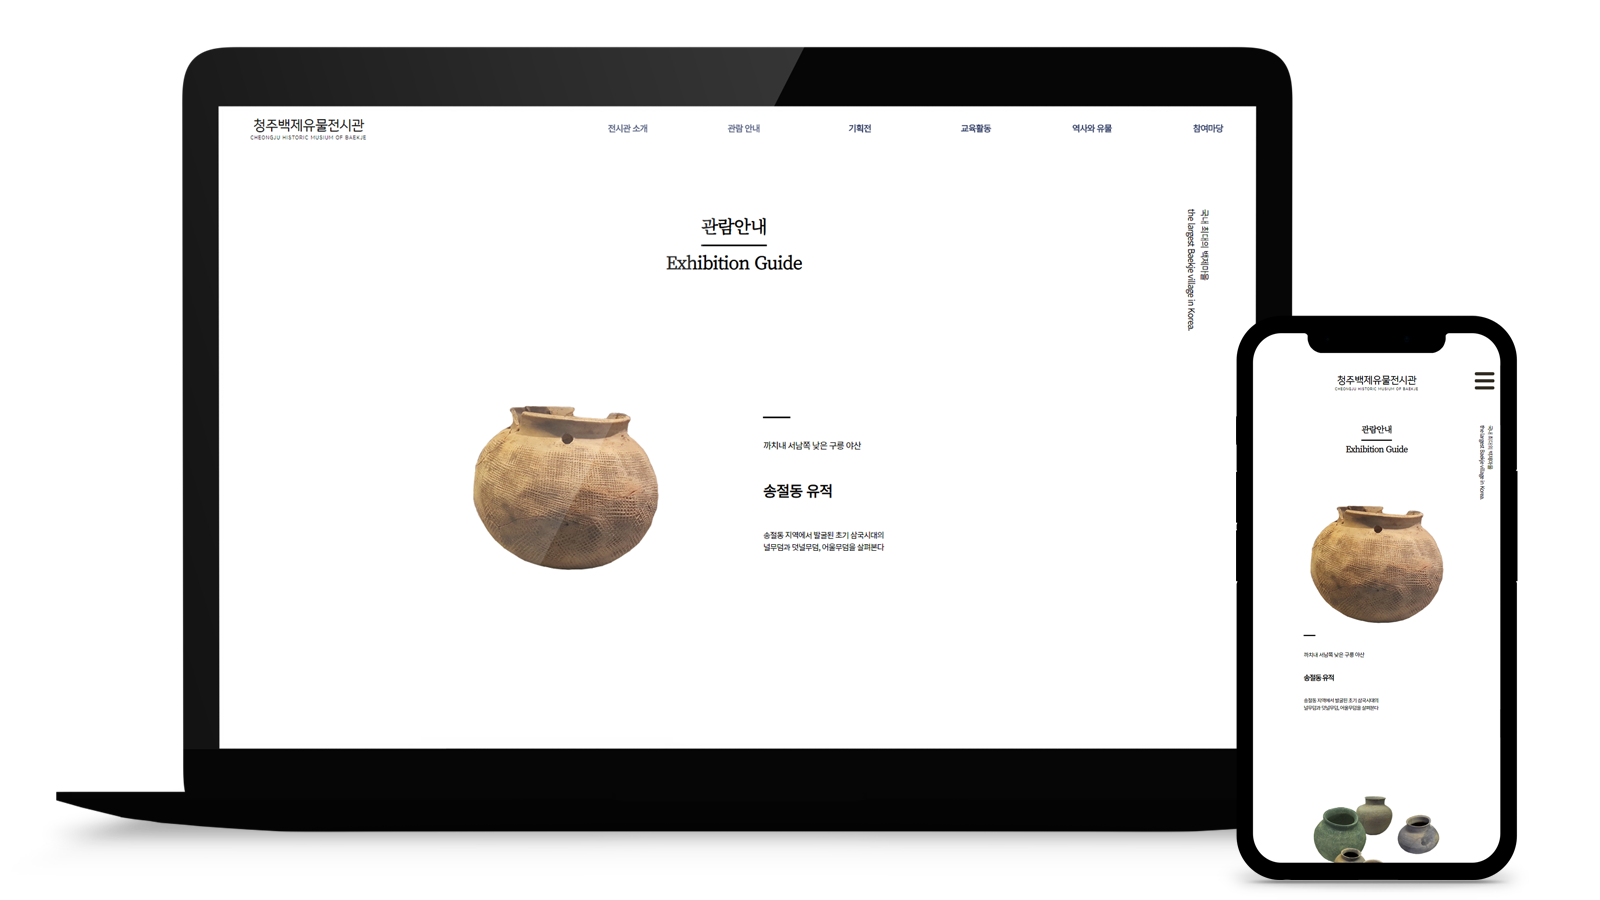 청주백제유물전시관
CHEONGJU HISTORIC MUSIUM OF BAEKJE
전시관 소개
관람 안내
기획전
교육활동
역사와 유물
참여마당
관람안내
Exhibition Guide
국내 최대의 백제마을
the largest Baekje village in Korea.
까치내 서남쪽 낮은 구릉 야산
송절동 유적
송절동 지역에서 발굴된 초기 삼국시대의
널무덤과 덧널무덤, 어울무덤을 살펴본다
청주백제유물전시관
CHEONGJU HISTORIC MUSIUM OF BAEKJE
관람안내
Exhibition Guide
국내 최대의 백제마을
the largest Baekje village in Korea.
까치내 서남쪽 낮은 구릉 야산
송절동 유적
송절동 지역에서 발굴된 초기 삼국시대의
널무덤과 덧널무덤, 어울무덤을 살펴본다